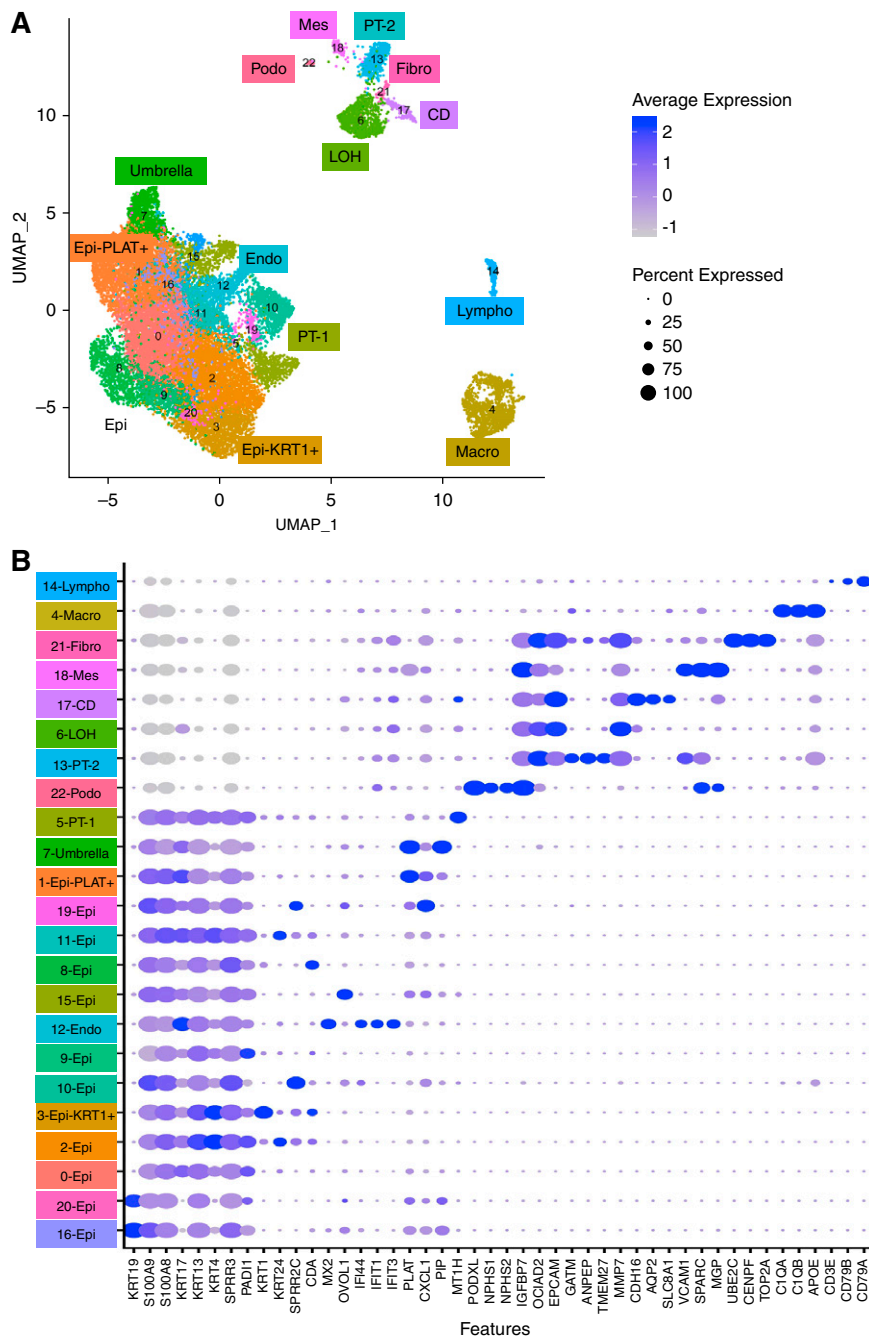 A
Mes
PT-2
18
Podo
22
13
Fibro
21
17
CD
6
LOH
Average Expression
2
1
0
-1
Percent Expressed
0
25
50
75
100
UMAP_2
10
5
0
−5
Umbrella
7
Epi-PLAT+
1
15
Endo
16
12
11
10
0
19
5
PT-1
8
2
9
20
3
Epi
Epi-KRT1+
14
Lympho
4
Macro
−5
0
5
10
UMAP_1
B
14-Lympho
4-Macro
21-Fibro
18-Mes
17-CD
6-LOH
13-PT-2
22-Podo
5-PT-1
7-Umbrella
1-Epi-PLAT+
19-Epi
11-Epi
8-Epi
15-Epi
12-Endo
9-Epi
10-Epi
3-Epi-KRT1+
2-Epi
0-Epi
20-Epi
16-Epi
KRT19
S100A9
S100A8
KRT17
KRT13
KRT4
SPRR3
PADI1
KRT1
KRT24
SPRR2C
CDA
MX2
OVOL1
IFI44
IFIT1
IFIT3
PLAT
CXCL1
PIP
MT1H
PODXL
NPHS1
NPHS2
IGFBP7
OCIAD2
EPCAM
GATM
ANPEP
TMEM27
MMP7
CDH16
AQP2
SLC8A1
VCAM1
SPARC
MGP
UBE2C
CENPF
TOP2A
C1QA
C1QB
APOE
CD3E
CD79B
CD79A
Features